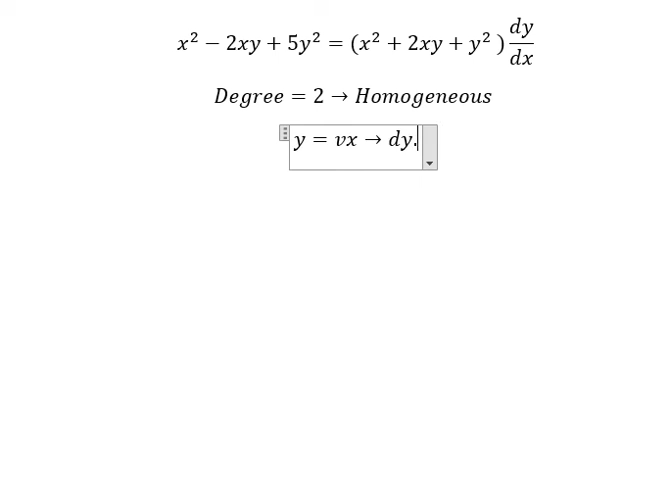 x² − 2xy + 5y² = (x² + 2xy + y² ) dy/dx
Degree = 2 → Homogeneous
y = vx → dy.